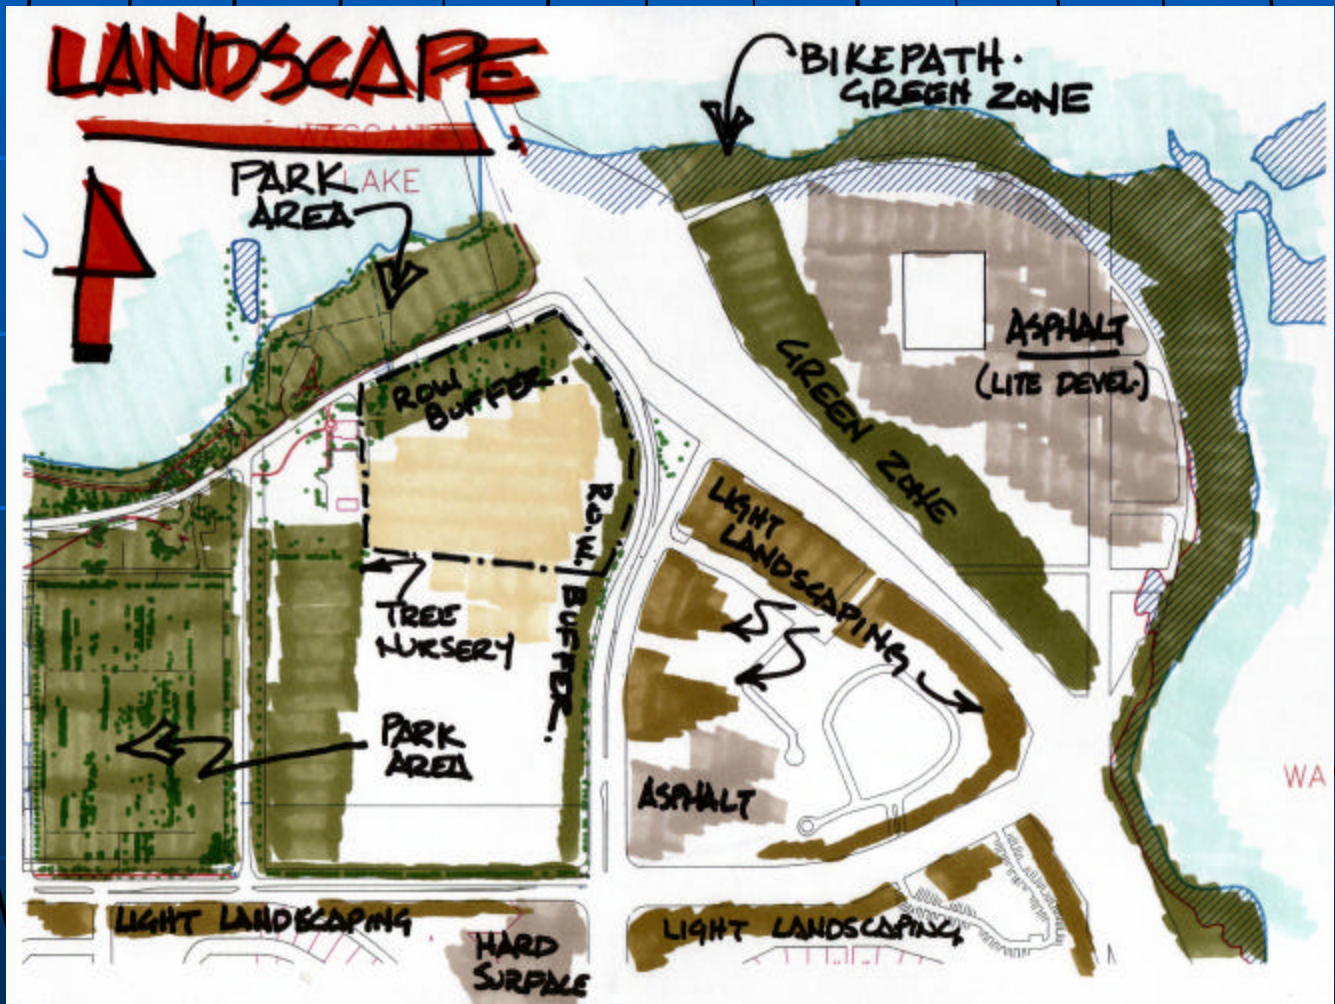 LANDSCAPE
BIKEPATH.
GREEN ZONE
PARK
AREA
LAKE
ROW
BUFFER
ASPHALT
(LITE DEVEL.)
GREEN ZONE
LIGHT
LANDSCAPING
R.O.W. BUFFER
TREE
NURSERY
PARK
AREA
ASPHALT
WA
LIGHT LANDSCAPING
HARD
SURFACE
LIGHT LANDSCAPING